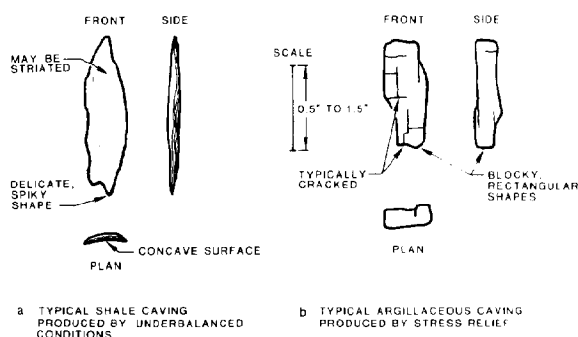 FRONT SIDE
MAY BE
STRIATED
DELICATE,
SPIKY
SHAPE
CONCAVE SURFACE
PLAN
a TYPICAL SHALE CAVING
PRODUCED BY UNDERBALANCED
CONDITIONS
FRONT SIDE
SCALE
0.5" TO 1.5"
TYPICALLY
CRACKED
BLOCKY,
RECTANGULAR
SHAPES
PLAN
b TYPICAL ARGILLACEOUS CAVING
PRODUCED BY STRESS RELIEF